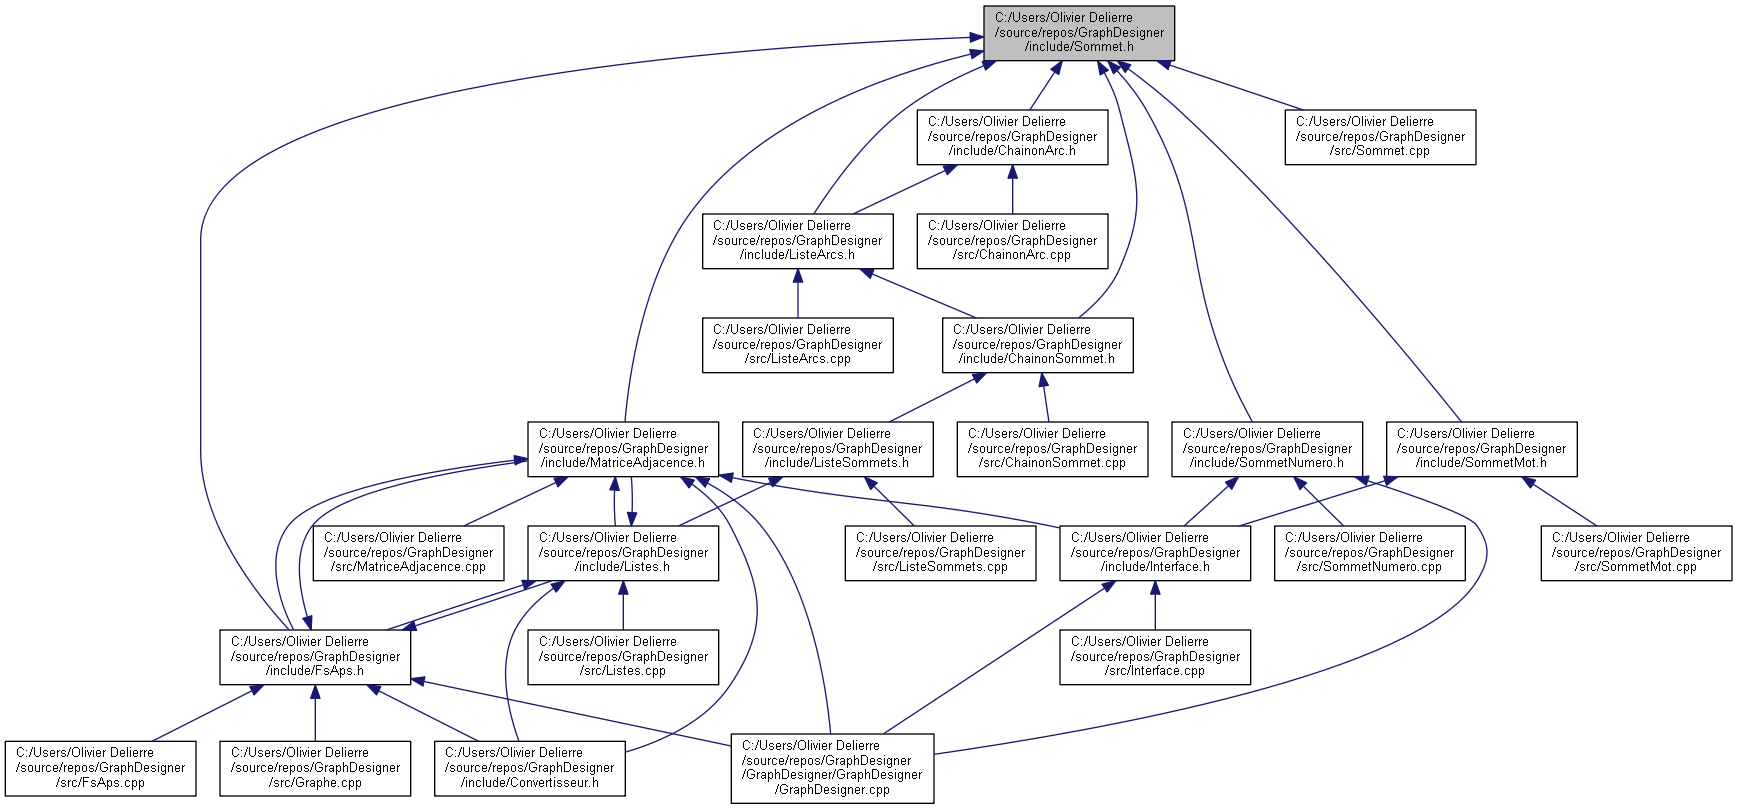 C:/Users/Olivier Delierre
/source/repos/GraphDesigner
/include/Sommet.h
C:/Users/Olivier Delierre
/source/repos/GraphDesigner
/include/ChainonArc.h
C:/Users/Olivier Delierre
/source/repos/GraphDesigner
/src/Sommet.cpp
C:/Users/Olivier Delierre
/source/repos/GraphDesigner
/include/ListeArcs.h
C:/Users/Olivier Delierre
/source/repos/GraphDesigner
/src/ChainonArc.cpp
C:/Users/Olivier Delierre
/source/repos/GraphDesigner
/src/ListeArcs.cpp
C:/Users/Olivier Delierre
/source/repos/GraphDesigner
/include/ChainonSommet.h
C:/Users/Olivier Delierre
/source/repos/GraphDesigner
/include/MatriceAdjacence.h
C:/Users/Olivier Delierre
/source/repos/GraphDesigner
/include/ListeSommets.h
C:/Users/Olivier Delierre
/source/repos/GraphDesigner
/src/ChainonSommet.cpp
C:/Users/Olivier Delierre
/source/repos/GraphDesigner
/include/SommetNumero.h
C:/Users/Olivier Delierre
/source/repos/GraphDesigner
/include/SommetMot.h
C:/Users/Olivier Delierre
/source/repos/GraphDesigner
/src/MatriceAdjacence.cpp
C:/Users/Olivier Delierre
/source/repos/GraphDesigner
/include/Listes.h
C:/Users/Olivier Delierre
/source/repos/GraphDesigner
/src/ListeSommets.cpp
C:/Users/Olivier Delierre
/source/repos/GraphDesigner
/include/Interface.h
C:/Users/Olivier Delierre
/source/repos/GraphDesigner
/src/SommetNumero.cpp
C:/Users/Olivier Delierre
/source/repos/GraphDesigner
/src/SommetMot.cpp
C:/Users/Olivier Delierre
/source/repos/GraphDesigner
/include/FsAps.h
C:/Users/Olivier Delierre
/source/repos/GraphDesigner
/src/Listes.cpp
C:/Users/Olivier Delierre
/source/repos/GraphDesigner
/src/Interface.cpp
C:/Users/Olivier Delierre
/source/repos/GraphDesigner
/src/FsAps.cpp
C:/Users/Olivier Delierre
/source/repos/GraphDesigner
/src/Graphe.cpp
C:/Users/Olivier Delierre
/source/repos/GraphDesigner
/include/Convertisseur.h
C:/Users/Olivier Delierre
/source/repos/GraphDesigner
/GraphDesigner/GraphDesigner
/GraphDesigner.cpp